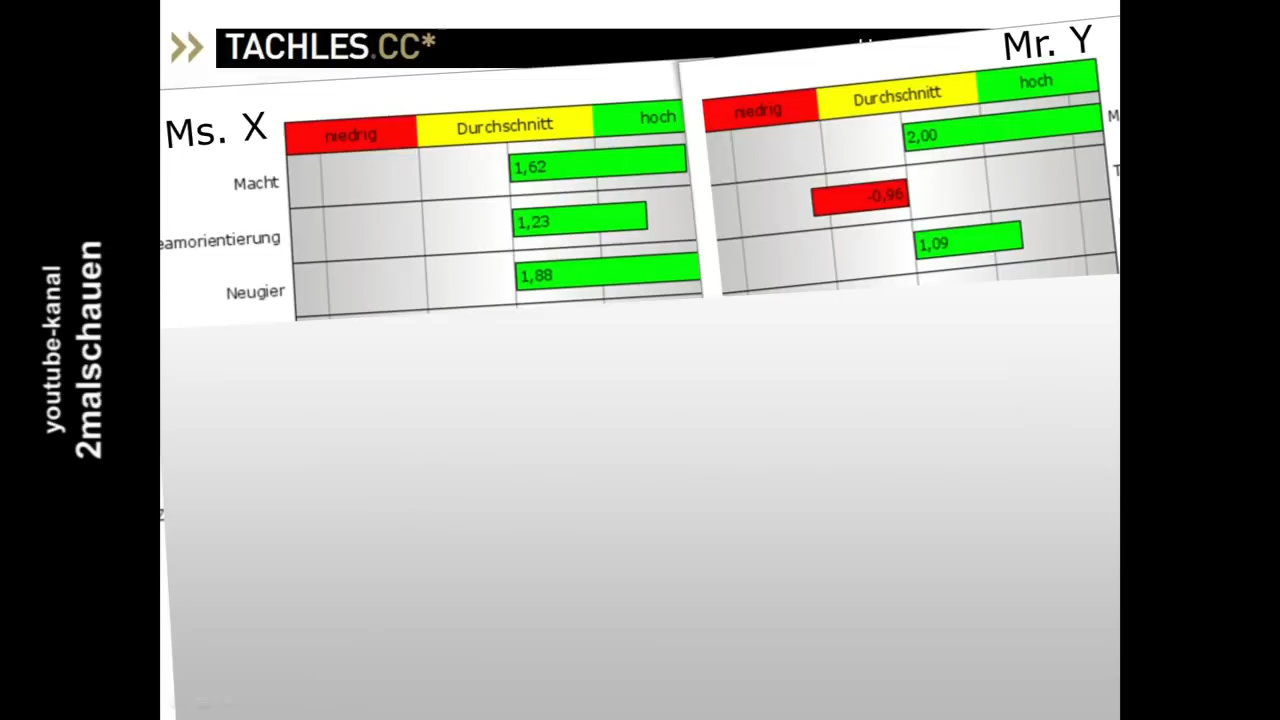 TACHLES.CC*
Ms. X
niedrig Durchschnitt hoch
Macht 1,62
eamorientierung 1,23
Neugier 1,88
Mr. Y
niedrig Durchschnitt hoch
2,00
-0,96
1,09
M
T
youtube-kanal
2malschauen